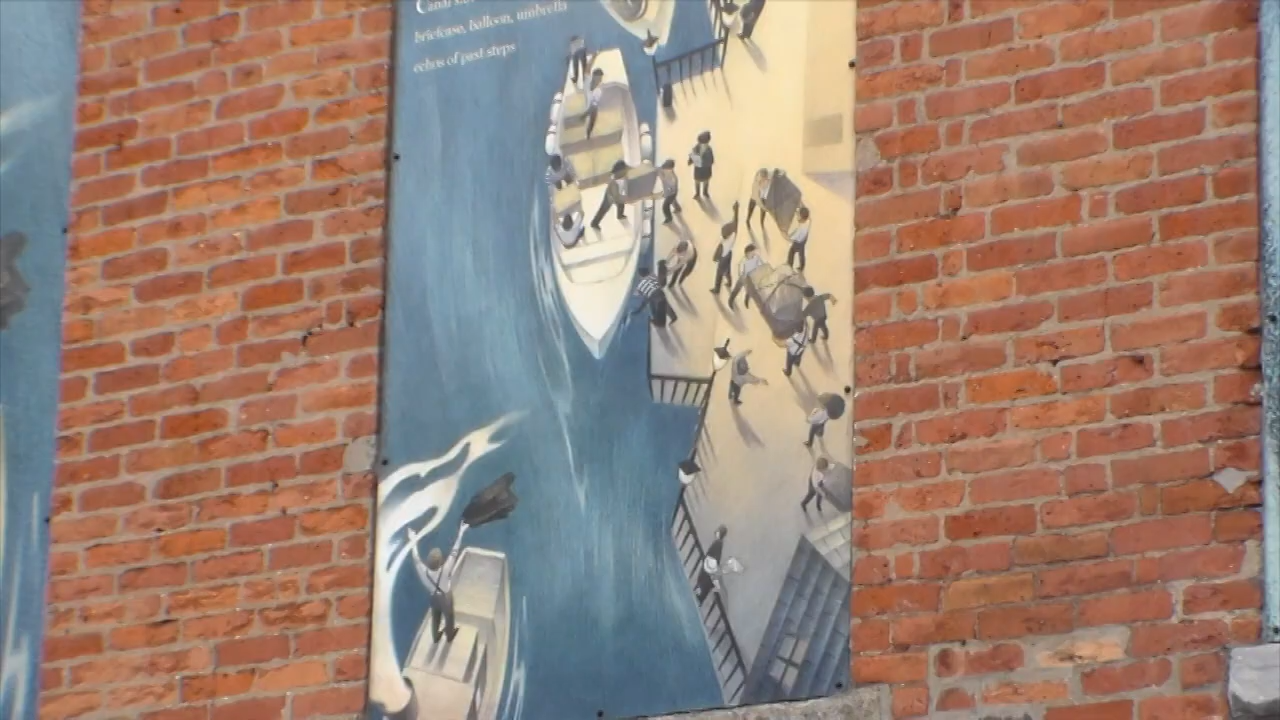 briefcase, balloon, umbrella
echos of past steps